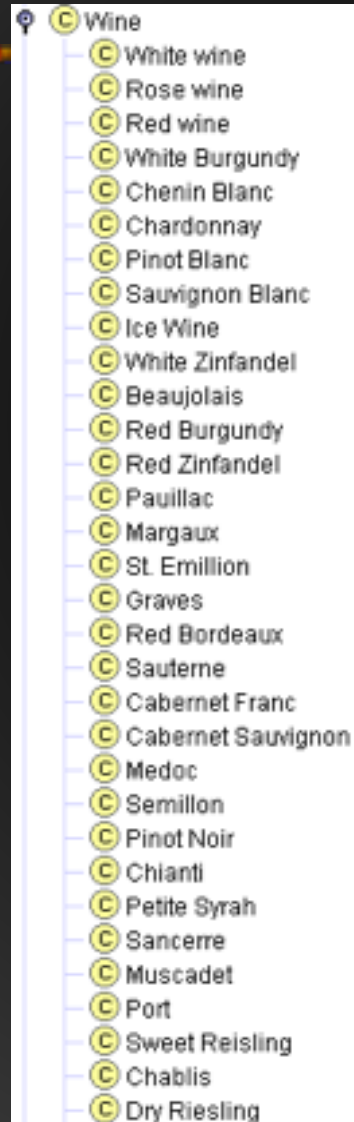 C Wine
C White wine
C Rose wine
C Red wine
C White Burgundy
C Chenin Blanc
C Chardonnay
C Pinot Blanc
C Sauvignon Blanc
C Ice Wine
C White Zinfandel
C Beaujolais
C Red Burgundy
C Red Zinfandel
C Pauillac
C Margaux
C St. Emillion
C Graves
C Red Bordeaux
C Sauterne
C Cabernet Franc
C Cabernet Sauvignon
C Medoc
C Semillon
C Pinot Noir
C Chianti
C Petite Syrah
C Sancerre
C Muscadet
C Port
C Sweet Reisling
C Chablis
C Dry Riesling